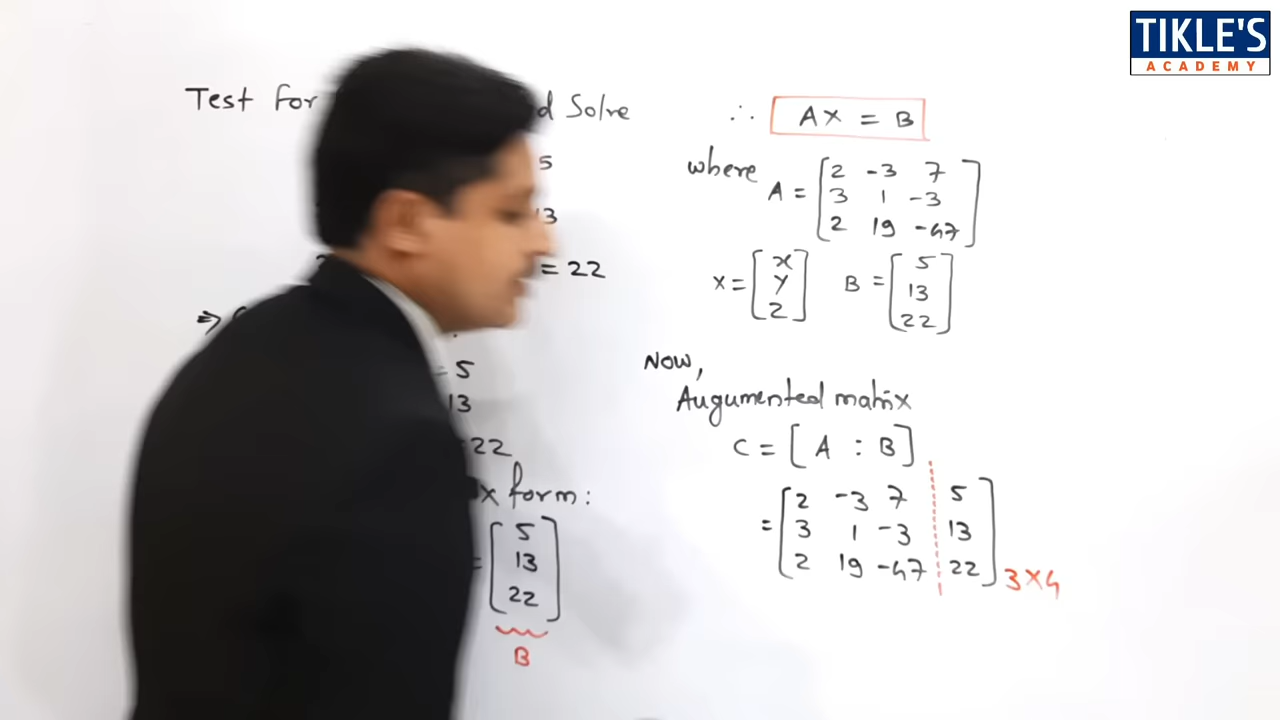 TIKLE'S
ACADEMY
Test for d Solve
5
13
= 22
⇒
= 5
13
22
x form:
= [ 5
13
22 ]
B
∴ AX = B
where A = [ 2 -3 7
3 1 -3
2 19 -47 ]
X = [ x
y
z ]
B = [ 5
13
22 ]
Now,
Augumented matrix
C = [ A : B ]
= [ 2 -3 7 5
3 1 -3 13
2 19 -47 22 ] 3×4